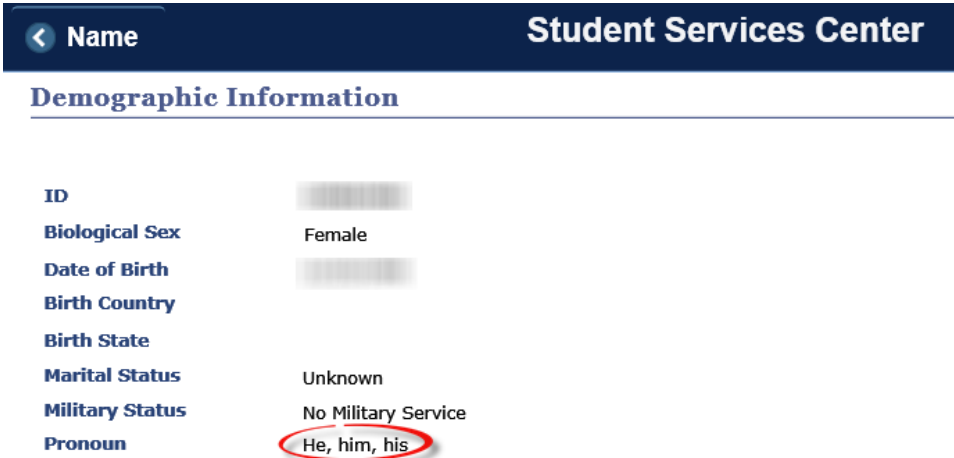 Name
Student Services Center
Demographic Information
ID
Biological Sex Female
Date of Birth
Birth Country
Birth State
Marital Status Unknown
Military Status No Military Service
Pronoun He, him, his